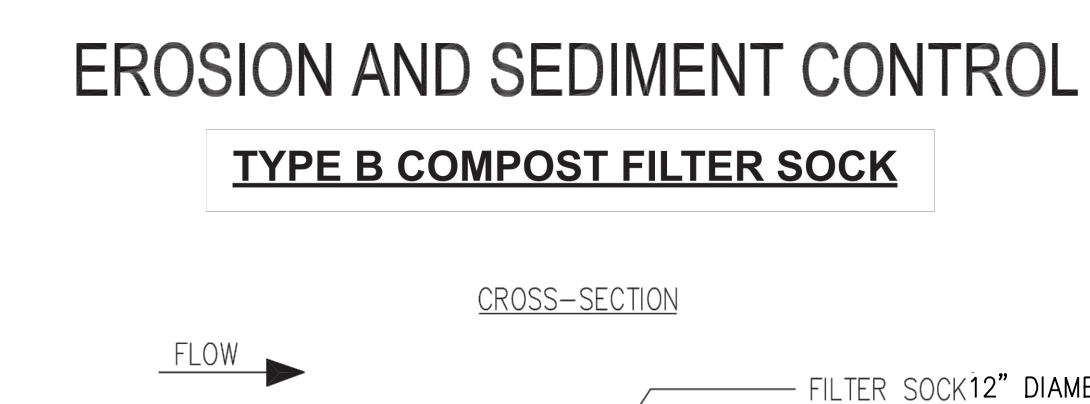 EROSION AND SEDIMENT CONTROL
TYPE B COMPOST FILTER SOCK
CROSS-SECTION
FLOW
FILTER SOCK 12"